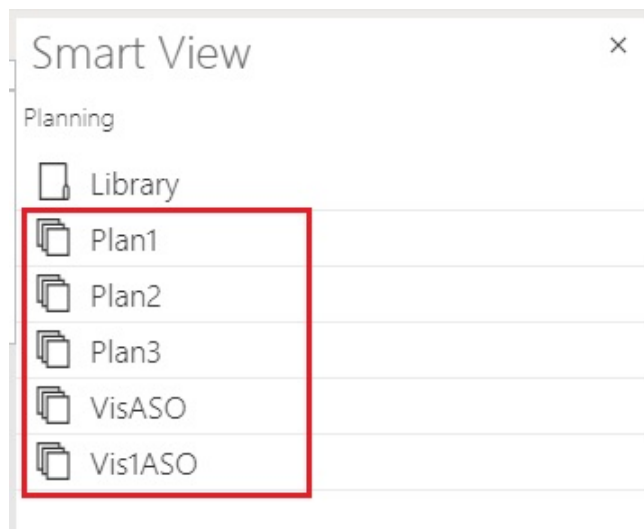 Smart View
Planning
Library
Plan1
Plan2
Plan3
VisASO
Vis1ASO